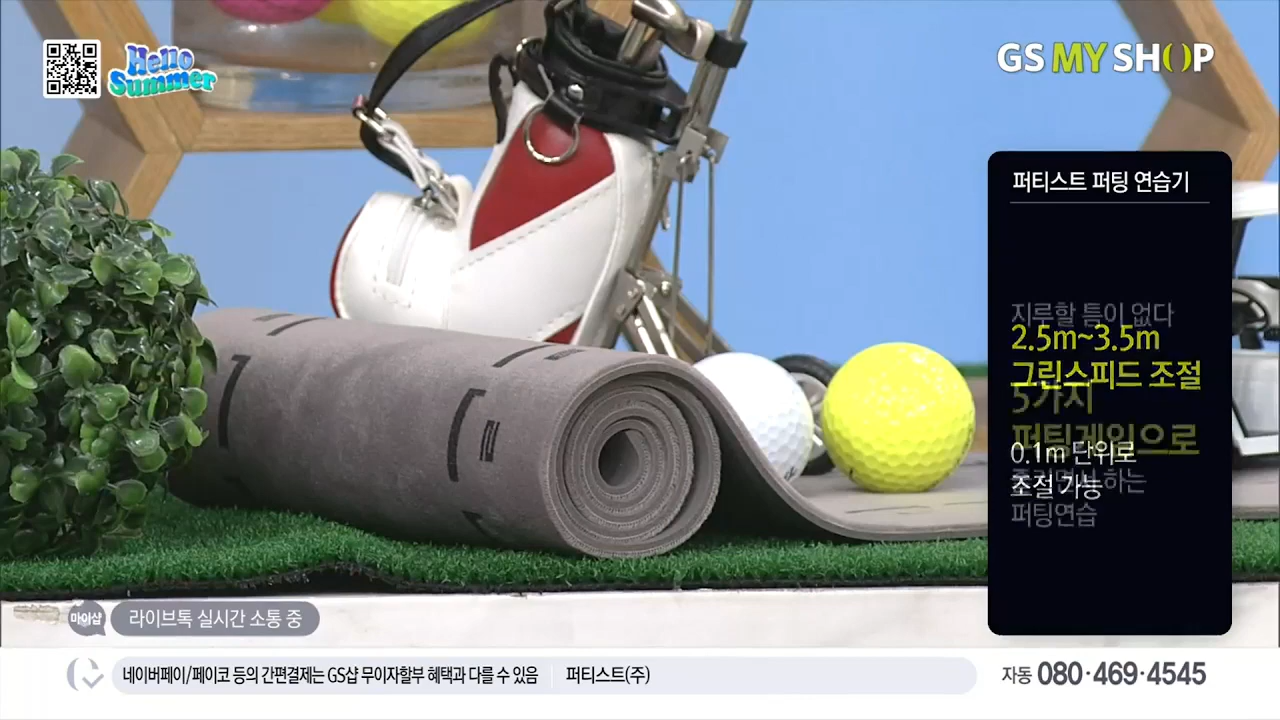 Hello
Summer
GS MY SHOP
퍼티스트 퍼팅 연습기
지루할 틈이 없다
2.5m~3.5m
그린스피드 조절
5가지
퍼팅게임으로
0.1m 단위로
조절 가능
퍼팅연습
마이샵
라이브톡 실시간 소통 중
네이버페이/페이코 등의 간편결제는 GS샵 무이자할부 혜택과 다를 수 있음
퍼티스트(주)
자동 080·469·4545